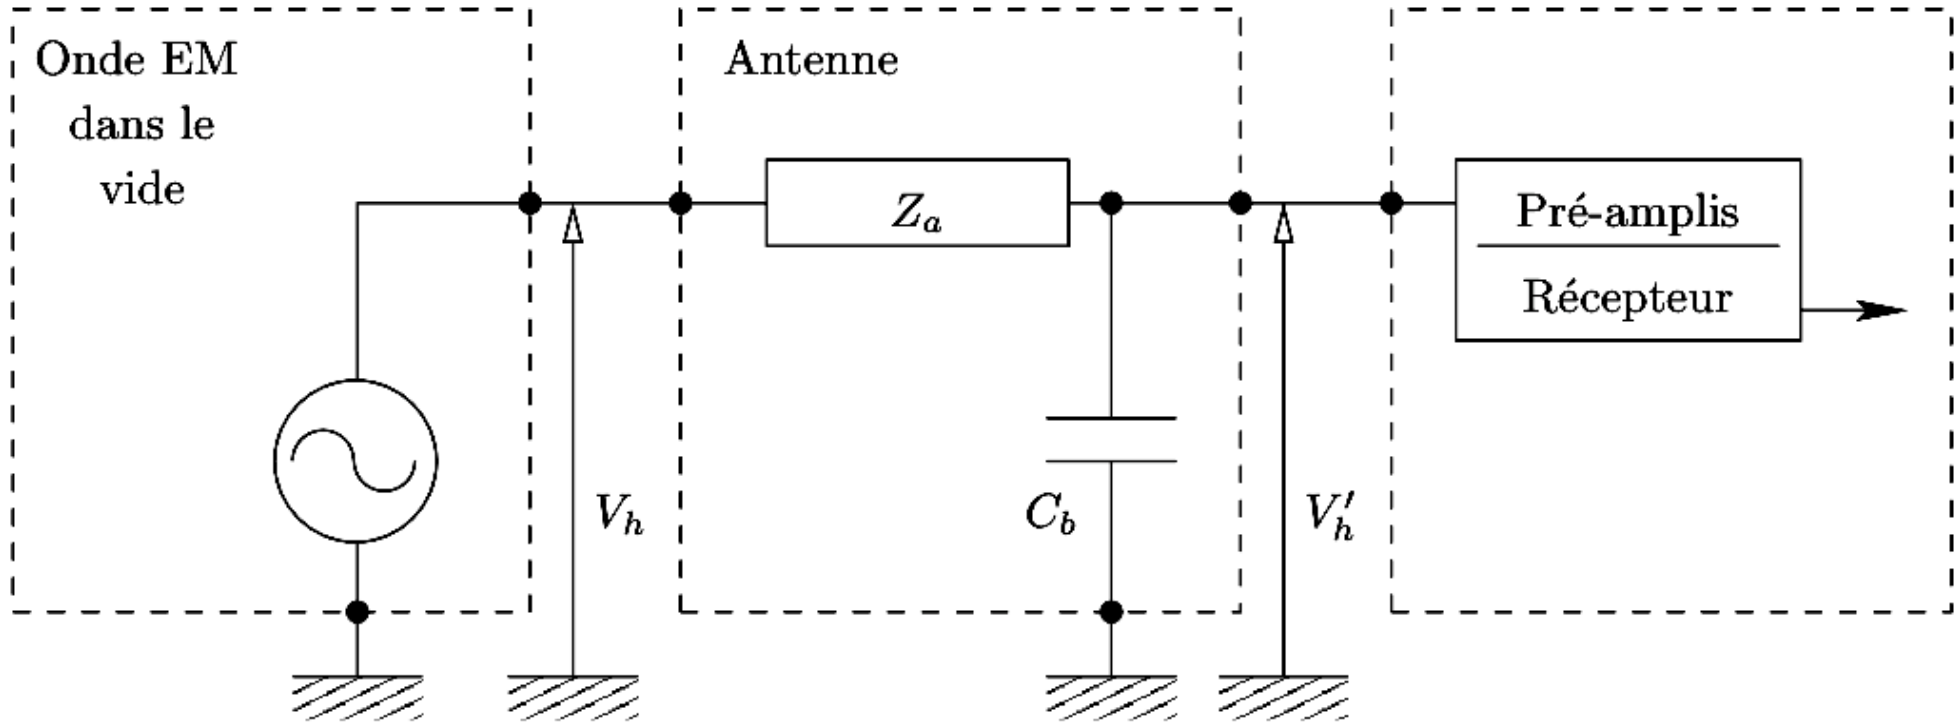 Onde EM
dans le
vide
Antenne
Z_a
Pré-amplis
Récepteur
V_h
C_b
V'_h